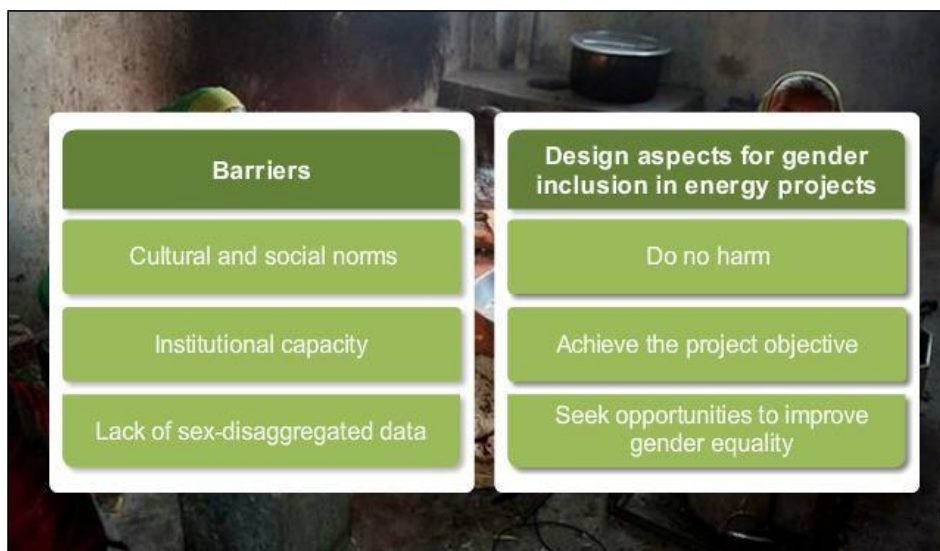 Barriers
Cultural and social norms
Institutional capacity
Lack of sex-disaggregated data
Design aspects for gender
inclusion in energy projects
Do no harm
Achieve the project objective
Seek opportunities to improve
gender equality